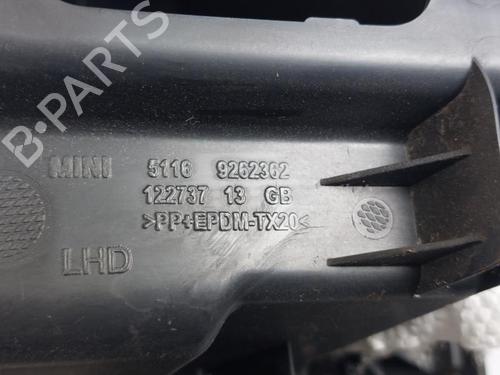 B-PARTS
MINI 5116 9262362
122737 13 GB
>PP+EPDM-TX20<
LHD